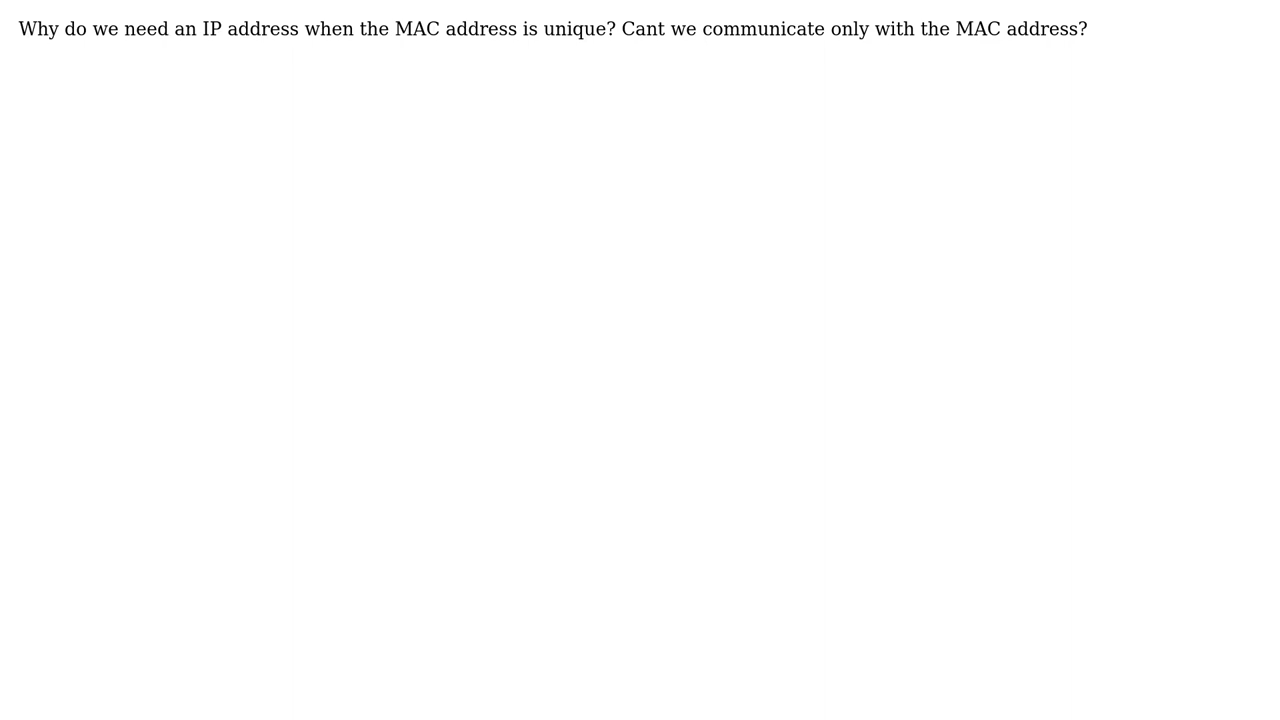 Why do we need an IP address when the MAC address is unique? Cant we communicate only with the MAC address?